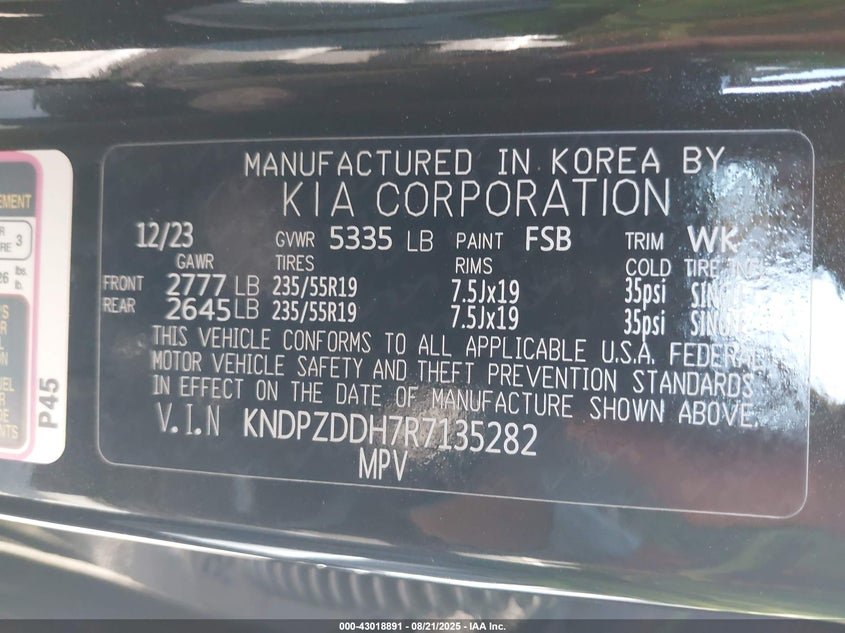 MANUFACTURED IN KOREA BY
KIA CORPORATION
12/23 GVWR 5335 LB PAINT FSB TRIM WK
GAWR TIRES RIMS COLD TIRE
FRONT 2777 LB 235/55R19 7.5Jx19 35psi
REAR 2645 LB 235/55R19 7.5Jx19 35psi
THIS VEHICLE CONFORMS TO ALL APPLICABLE U.S.A. FEDERAL
MOTOR VEHICLE SAFETY AND THEFT PREVENTION STANDARDS
IN EFFECT ON THE DATE OF MANUFACTURE SHOWN ABOVE.
V.I.N KNDPZDDH7R7135282
MPV
P45
000-43018891 - 08/21/2025 - IAA Inc.